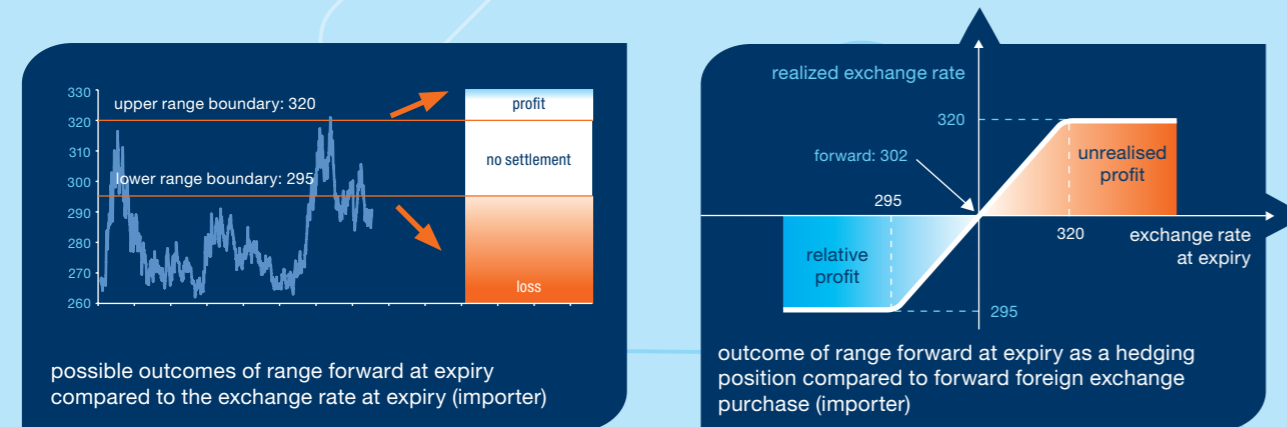 330
upper range boundary: 320
320
310
300
lower range boundary: 295
290
280
270
260
profit
no settlement
loss
possible outcomes of range forward at expiry
compared to the exchange rate at expiry (importer)
realized exchange rate
320
forward: 302
unrealised
profit
295
320
exchange rate
at expiry
relative
profit
295
outcome of range forward at expiry as a hedging
position compared to forward foreign exchange
purchase (importer)